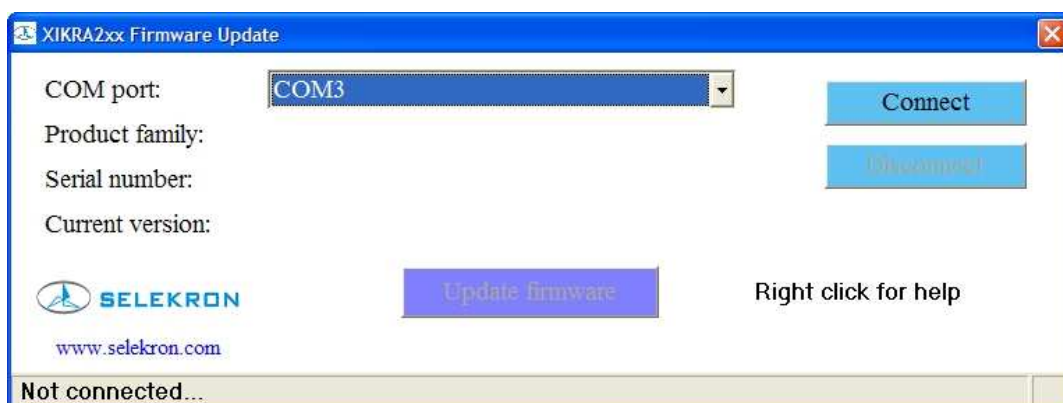 XIKRA2xx Firmware Update
COM port:
COM3
Connect
Product family:
Disconnect
Serial number:
Current version:
SELEKRON
Update firmware
Right click for help
www.selekron.com
Not connected...